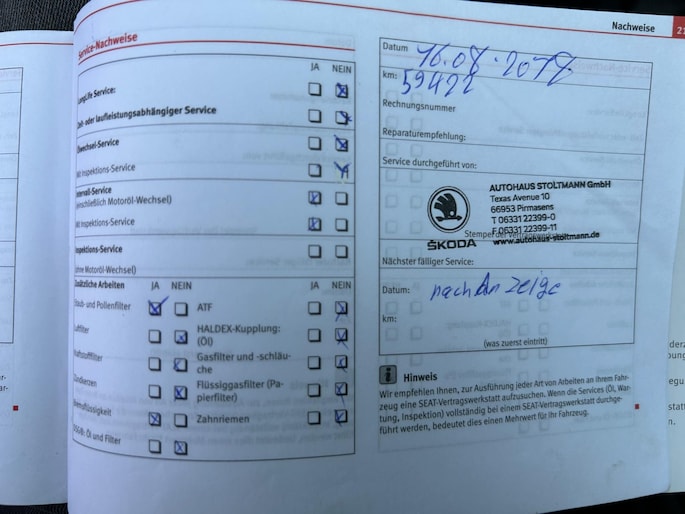 Nachweise
Service-Nachweise
JA NEIN
LongLife Service:
Zeit- oder laufleistungsabhängiger Service
Ölwechsel-Service
Mit Inspektions-Service
Intervall-Service
(einschließlich Motoröl-Wechsel)
Mit Inspektions-Service
Inspektions-Service
(ohne Motoröl-Wechsel)
Zusätzliche Arbeiten JA NEIN JA NEIN
Staub- und Pollenfilter ATF
Luftfilter HALDEX-Kupplung:
(Öl)
Kraftstofffilter Gasfilter und -schläu-
che
Zündkerzen Flüssiggasfilter (Pa-
pierfilter)
Bremsflüssigkeit Zahnriemen
DSG®: Öl und Filter
Datum
km: 59422
Rechnungsnummer
Reparaturempfehlung:
Service durchgeführt von:
AUTOHAUS STOLTMANN GmbH
Texas Avenue 10
66953 Pirmasens
T 06331 22399-0
F 06331 22399-11
www.autohaus-stoltmann.de
ŠKODA
Stempel der Vertragswerkstatt
Nächster fälliger Service:
Datum: nach Anzeige
km:
(was zuerst eintritt)
Hinweis
Wir empfehlen Ihnen, zur Ausführung jeder Art von Arbeiten an Ihrem Fahr-
zeug eine SEAT-Vertragswerkstatt aufzusuchen. Wenn die Services (Öl, War-
tung, Inspektion) vollständig bei einem SEAT-Vertragswerkstatt durchge-
führt werden, bedeutet dies einen Mehrwert für Ihr Fahrzeug.